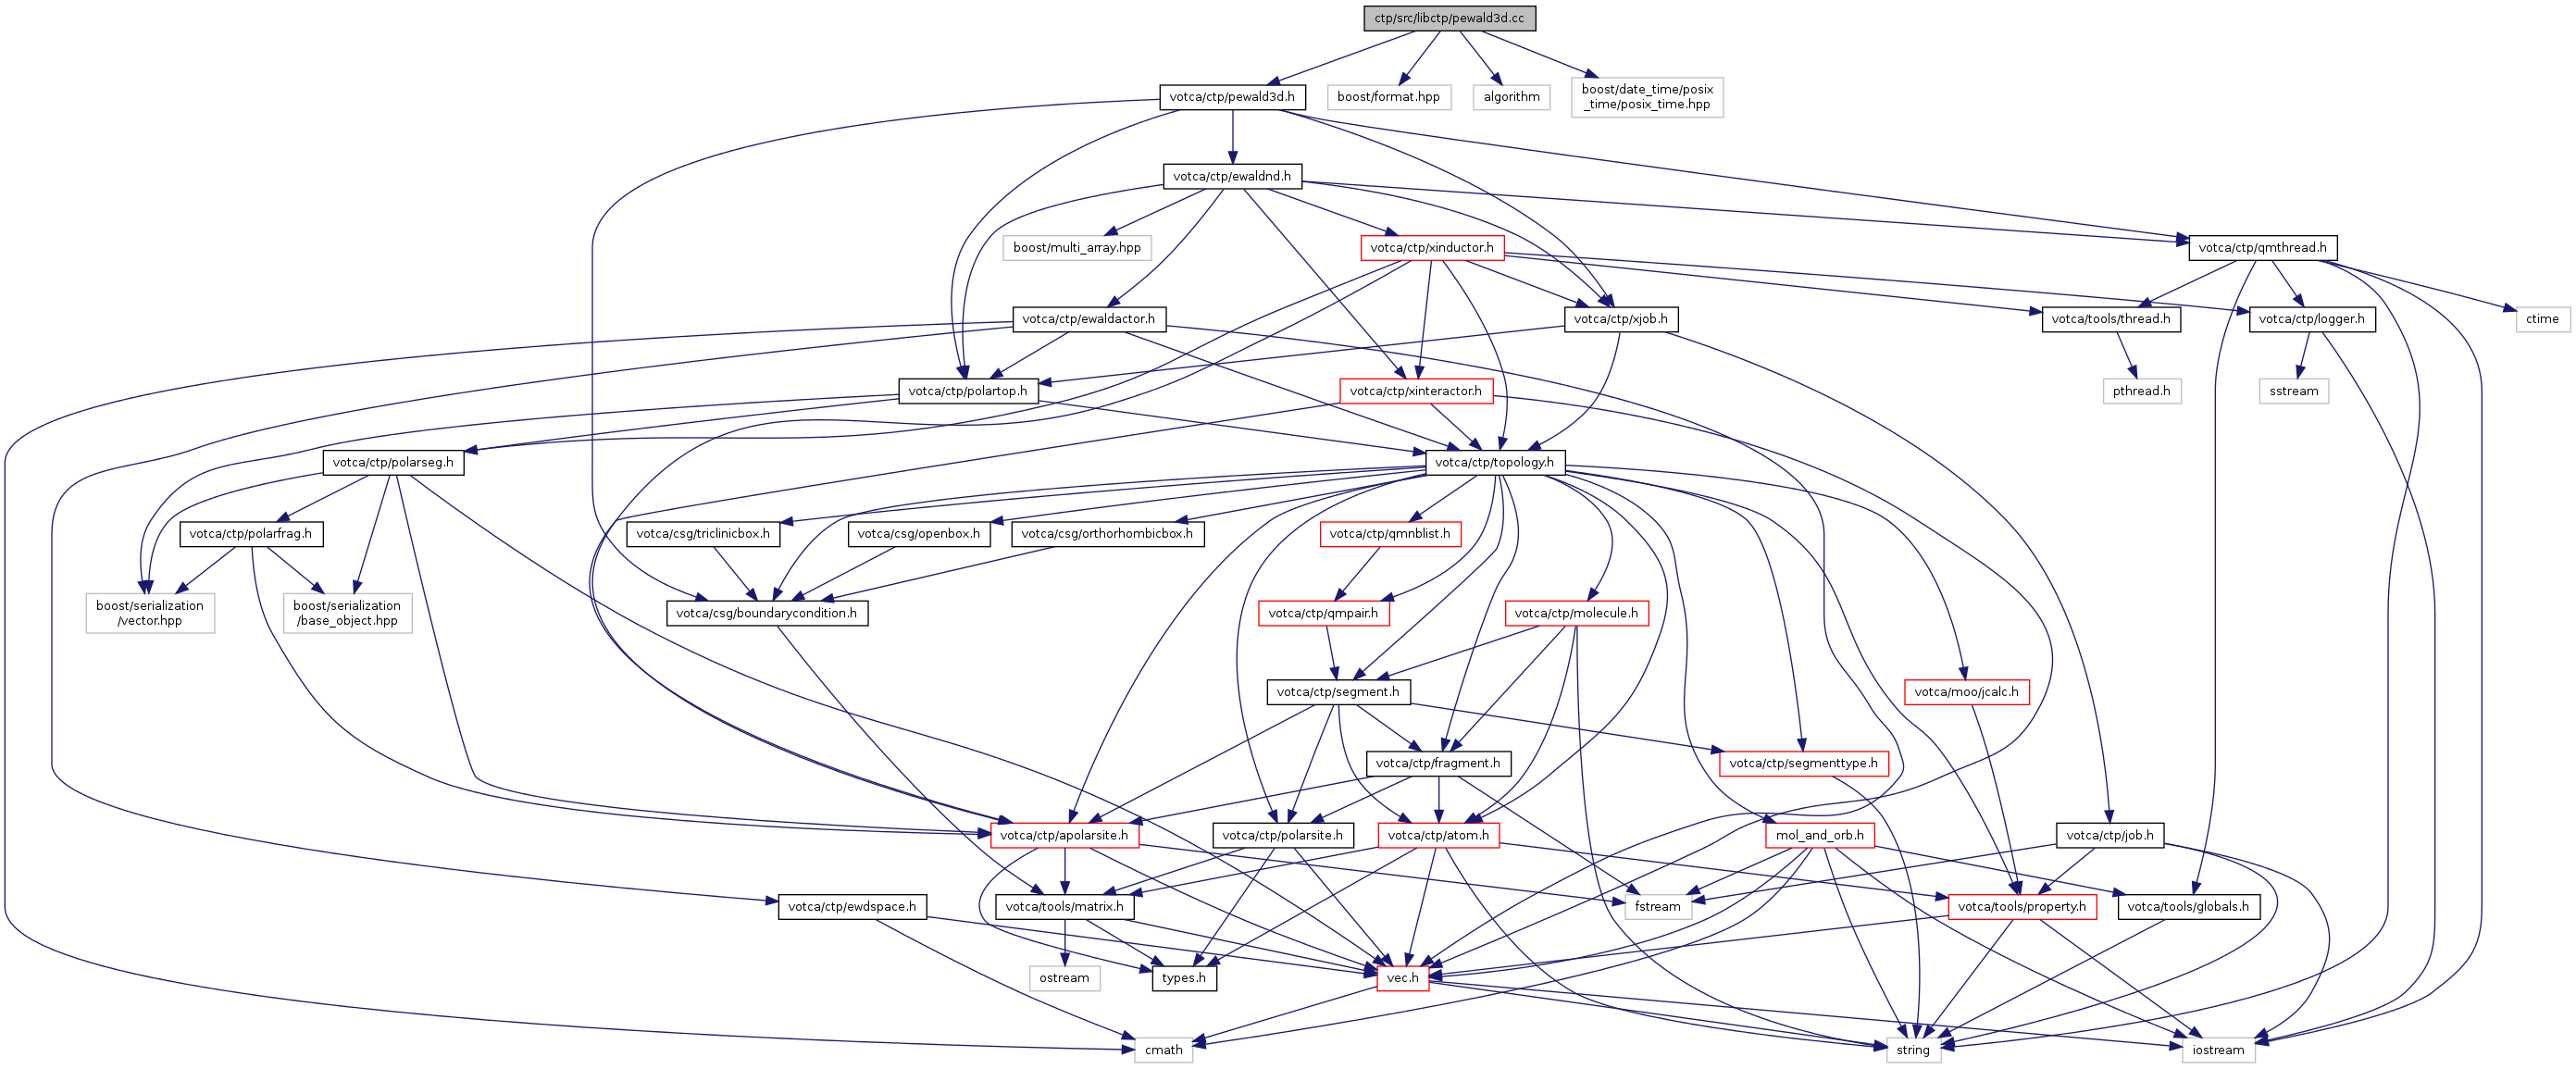 ctp/src/libctp/pewald3d.cc
votca/ctp/pewald3d.h
boost/format.hpp
algorithm
boost/date_time/posix
_time/posix_time.hpp
votca/ctp/ewaldnd.h
boost/multi_array.hpp
votca/ctp/xinductor.h
votca/ctp/qmthread.h
votca/ctp/ewaldactor.h
votca/ctp/xjob.h
votca/tools/thread.h
votca/ctp/logger.h
ctime
votca/ctp/polartop.h
votca/ctp/xinteractor.h
pthread.h
sstream
votca/ctp/polarseg.h
votca/ctp/topology.h
votca/ctp/polarfrag.h
votca/csg/triclinicbox.h
votca/csg/openbox.h
votca/csg/orthorhombicbox.h
votca/ctp/qmnblist.h
boost/serialization
/vector.hpp
boost/serialization
/base_object.hpp
votca/csg/boundarycondition.h
votca/ctp/qmpair.h
votca/ctp/molecule.h
votca/ctp/segment.h
votca/moo/jcalc.h
votca/ctp/fragment.h
votca/ctp/segmenttype.h
votca/ctp/apolarsite.h
votca/ctp/polarsite.h
votca/ctp/atom.h
mol_and_orb.h
votca/ctp/job.h
votca/ctp/ewdspace.h
votca/tools/matrix.h
fstream
votca/tools/property.h
votca/tools/globals.h
ostream
types.h
vec.h
cmath
string
iostream